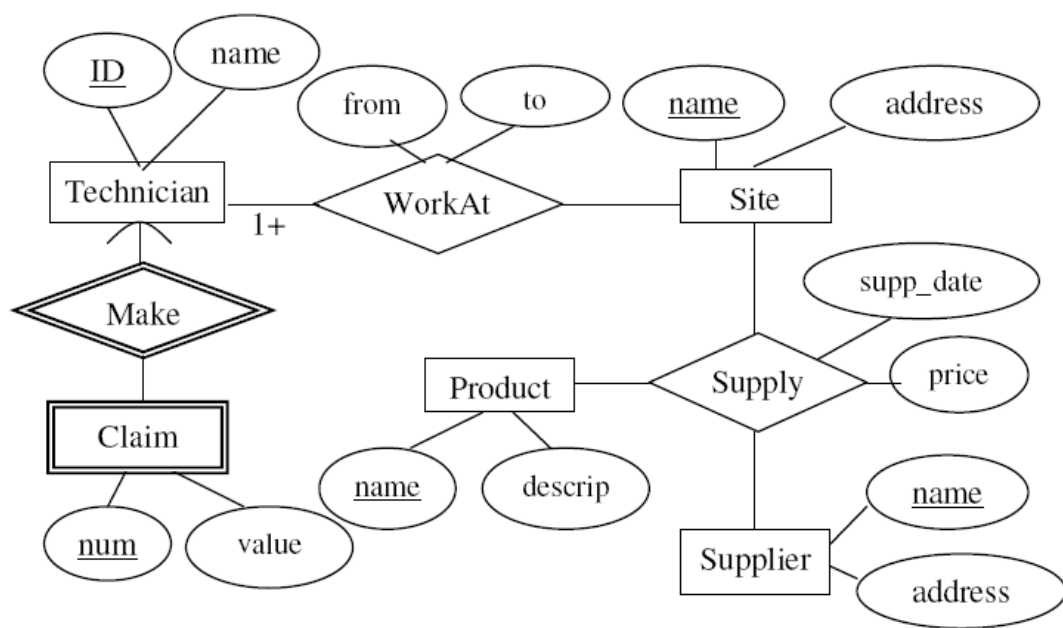 ID
name
from
to
name
address
Technician
1+
WorkAt
Site
supp_date
Make
Product
Supply
price
Claim
name
descrip
name
num
value
Supplier
address